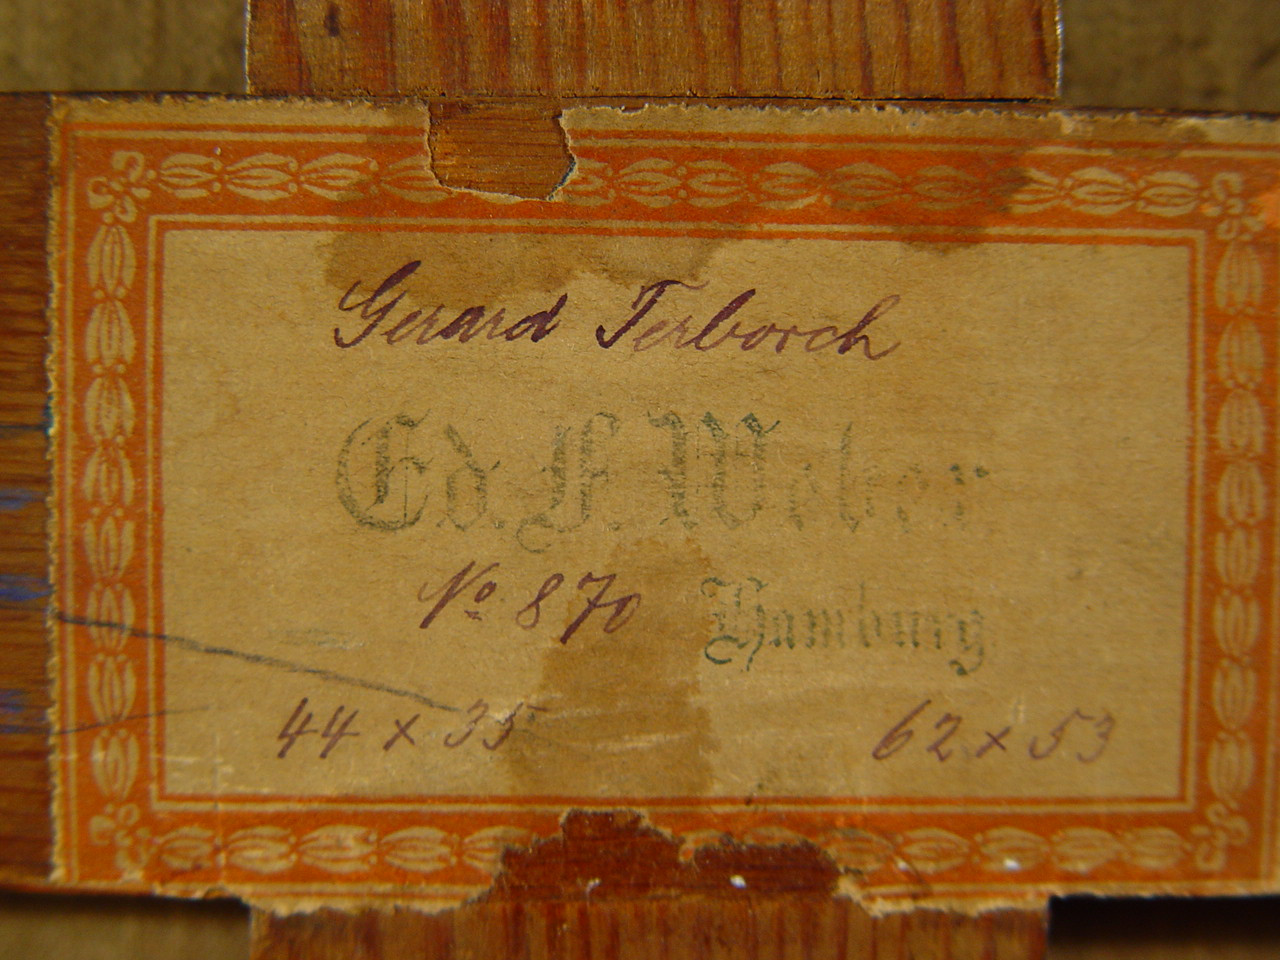 Gerard Terborch
Ed. F. Weber
No 870
Hamburg
44 x 35
62 x 53